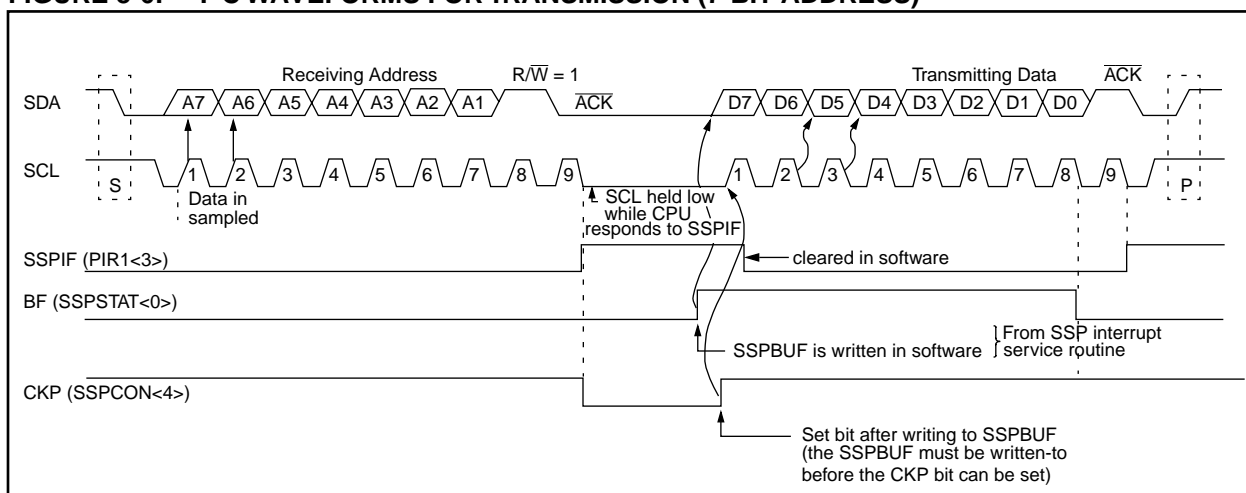 Receiving Address R/W = 1 Transmitting Data ACK
SDA A7 A6 A5 A4 A3 A2 A1 ACK D7 D6 D5 D4 D3 D2 D1 D0
SCL S 1 2 3 4 5 6 7 8 9 1 2 3 4 5 6 7 8 9 P
Data in
sampled
SCL held low
while CPU
responds to SSPIF
SSPIF (PIR1<3>)
cleared in software
BF (SSPSTAT<0>)
SSPBUF is written in software
From SSP interrupt
service routine
CKP (SSPCON<4>)
Set bit after writing to SSPBUF
(the SSPBUF must be written-to
before the CKP bit can be set)